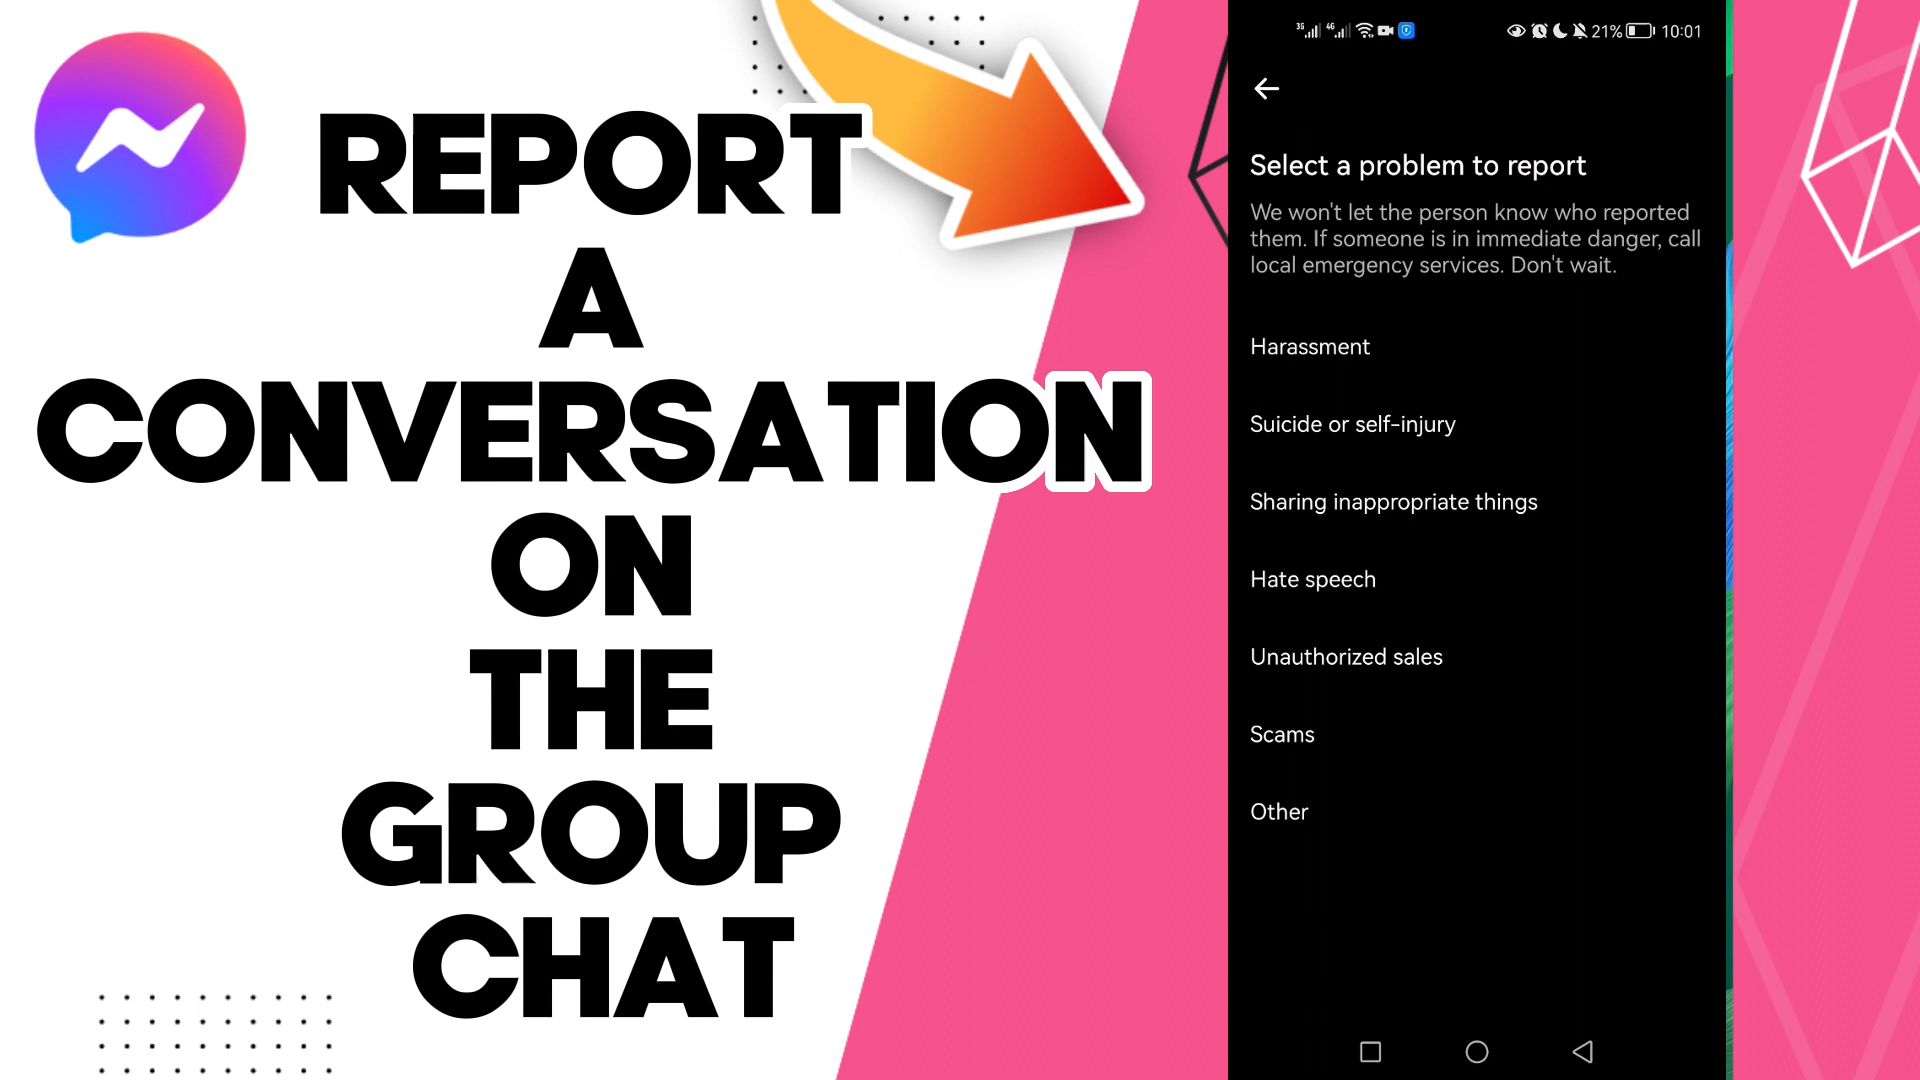 REPORT
A
CONVERSATION
ON
THE
GROUP
CHAT
3G 4G 21% 10:01
Select a problem to report
We won't let the person know who reported
them. If someone is in immediate danger, call
local emergency services. Don't wait.
Harassment
Suicide or self-injury
Sharing inappropriate things
Hate speech
Unauthorized sales
Scams
Other